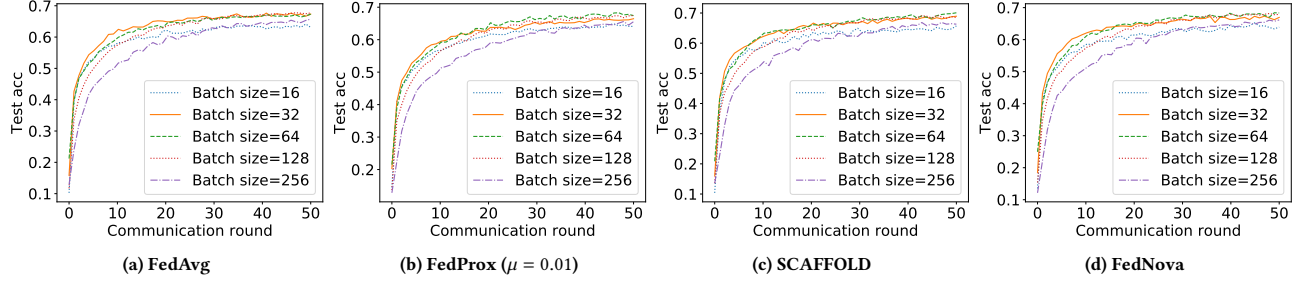 Test acc
0.7
0.6
0.5
0.4
0.3
0.2
0.1
Batch size=16
Batch size=32
Batch size=64
Batch size=128
Batch size=256
0 10 20 30 40 50
Communication round
(a) FedAvg
Test acc
0.7
0.6
0.5
0.4
0.3
0.2
Batch size=16
Batch size=32
Batch size=64
Batch size=128
Batch size=256
0 10 20 30 40 50
Communication round
(b) FedProx (μ = 0.01)
Test acc
0.7
0.6
0.5
0.4
0.3
0.2
0.1
Batch size=16
Batch size=32
Batch size=64
Batch size=128
Batch size=256
0 10 20 30 40 50
Communication round
(c) SCAFFOLD
Test acc
0.7
0.6
0.5
0.4
0.3
0.2
0.1
Batch size=16
Batch size=32
Batch size=64
Batch size=128
Batch size=256
0 10 20 30 40 50
Communication round
(d) FedNova